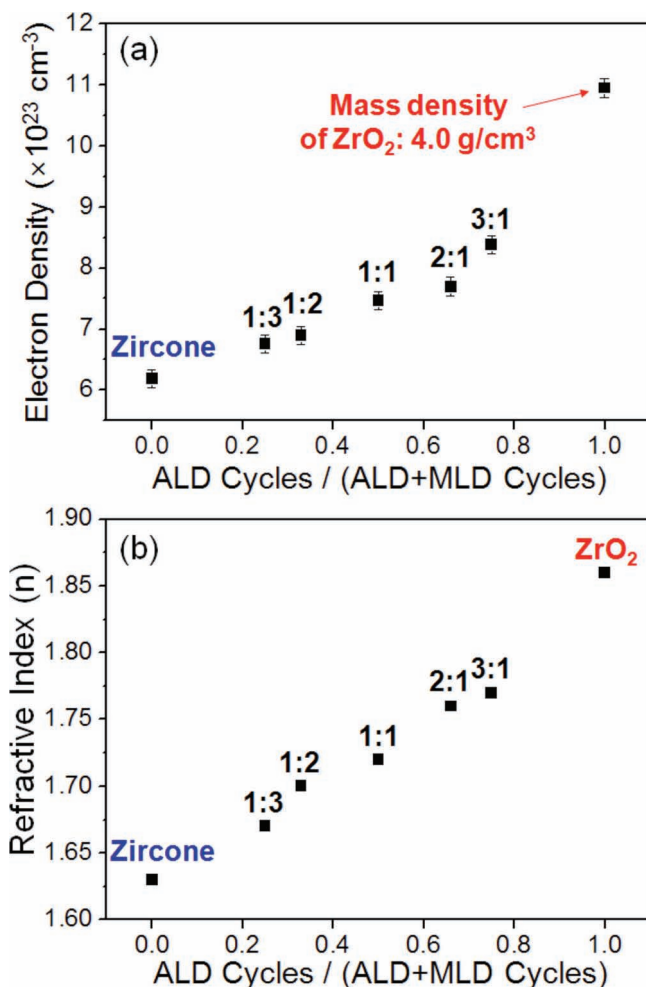 (a)
Electron Density (×10²³ cm⁻³)
12
11
10
9
8
7
6
Mass density
of ZrO₂: 4.0 g/cm³
3:1
2:1
1:1
1:2
1:3
Zircone
0.0 0.2 0.4 0.6 0.8 1.0
ALD Cycles / (ALD+MLD Cycles)
(b)
Refractive Index (n)
1.90
1.85
1.80
1.75
1.70
1.65
1.60
ZrO₂
3:1
2:1
1:1
1:2
1:3
Zircone
0.0 0.2 0.4 0.6 0.8 1.0
ALD Cycles / (ALD+MLD Cycles)